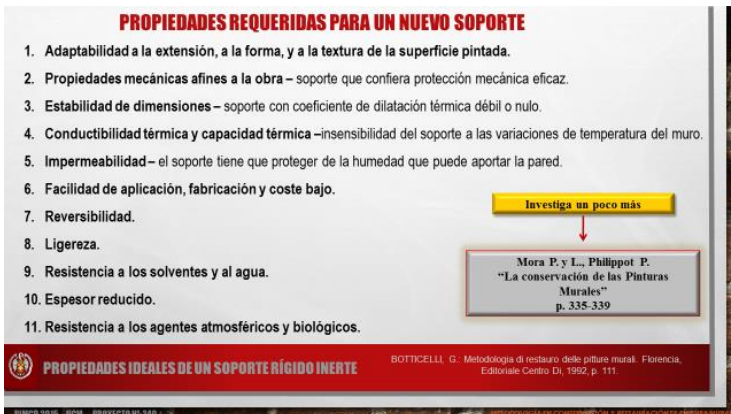 PROPIEDADES REQUERIDAS PARA UN NUEVO SOPORTE
1. Adaptabilidad a la extensión, a la forma, y a la textura de la superficie pintada.
2. Propiedades mecánicas afines a la obra – soporte que confiera protección mecánica eficaz.
3. Estabilidad de dimensiones – soporte con coeficiente de dilatación térmica débil o nulo.
4. Conductibilidad térmica y capacidad térmica –insensibilidad del soporte a las variaciones de temperatura del muro.
5. Impermeabilidad – el soporte tiene que proteger de la humedad que puede aportar la pared.
6. Facilidad de aplicación, fabricación y coste bajo.
7. Reversibilidad.
8. Ligereza.
9. Resistencia a los solventes y al agua.
10. Espesor reducido.
11. Resistencia a los agentes atmosféricos y biológicos.
Investiga un poco más
Mora P. y L., Philippot P.
“La conservación de las Pinturas
Murales”
p. 335-339
PROPIEDADES IDEALES DE UN SOPORTE RÍGIDO INERTE
BOTTICELLI, G.: Metodologia di restauro delle pitture murali. Florencia,
Editoriale Centro Di, 1992, p. 111.